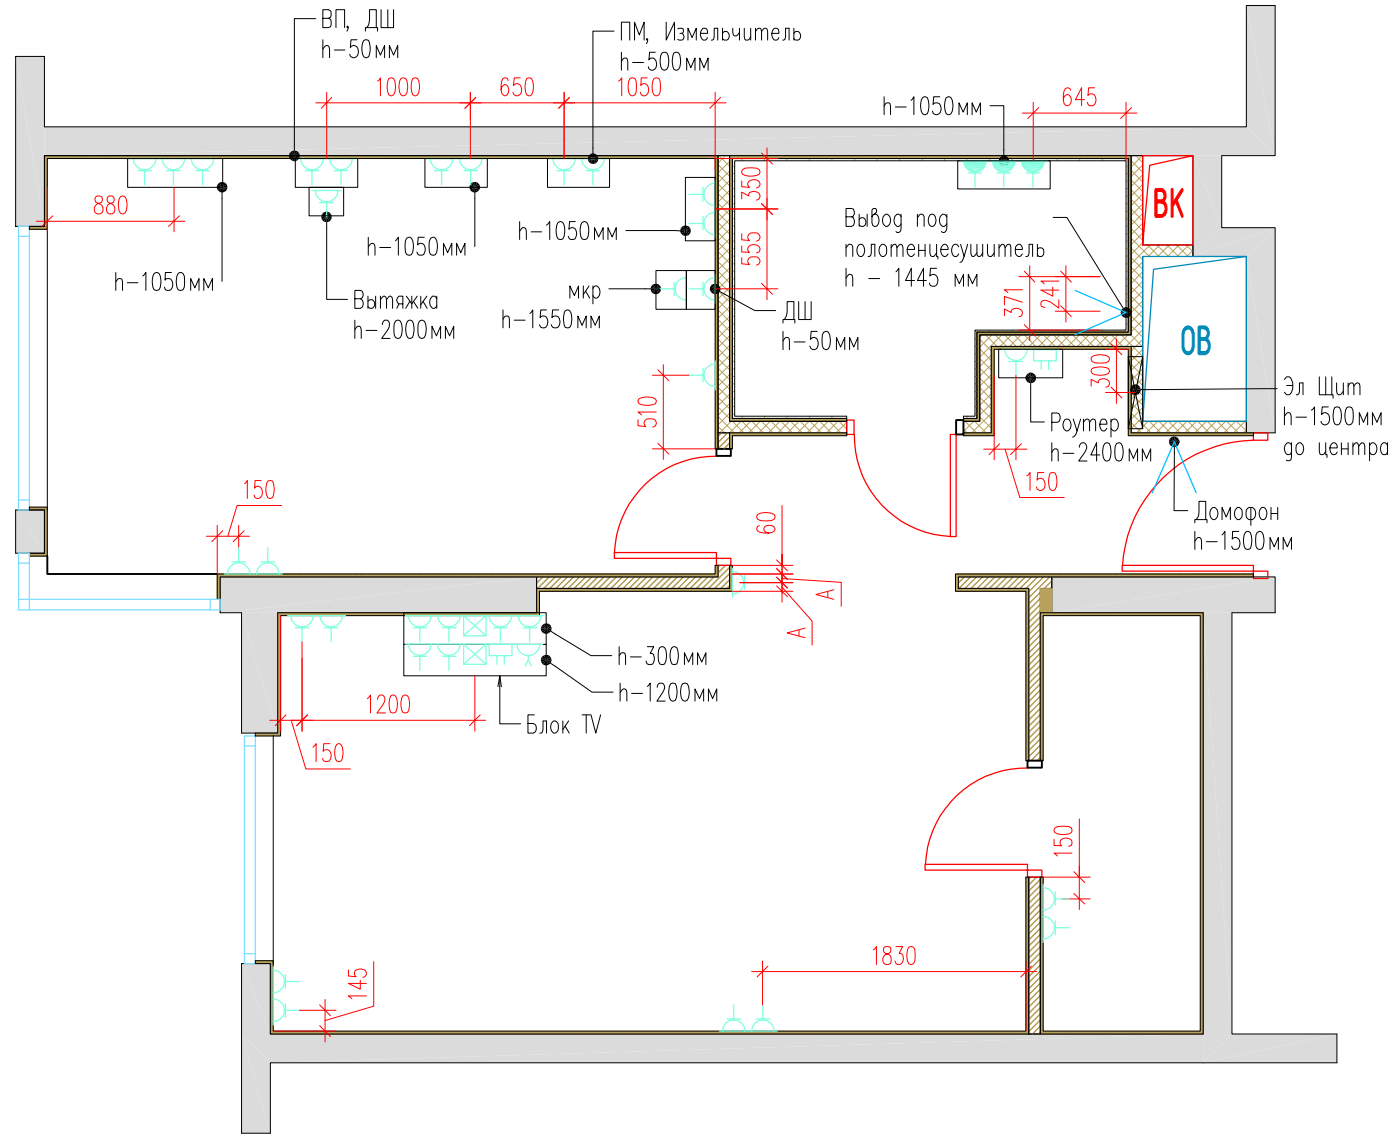 ВП, ДШ
h-50мм
ПМ, Измельчитель
h-500мм
1000
650
1050
h-1050мм
645
880
h-1050мм
h-1050мм
h-1050мм
Вытяжка
h-2000мм
мкр
h-1550мм
350
555
ДШ
h-50мм
Вывод под
полотенцесушитель
h - 1445 мм
371
241
ВК
ОВ
300
Эл Щит
h-1500мм
до центра
Роутер
h-2400мм
150
Домофон
h-1500мм
510
150
60
А
А
h-300мм
h-1200мм
Блок TV
1200
150
150
1830
145